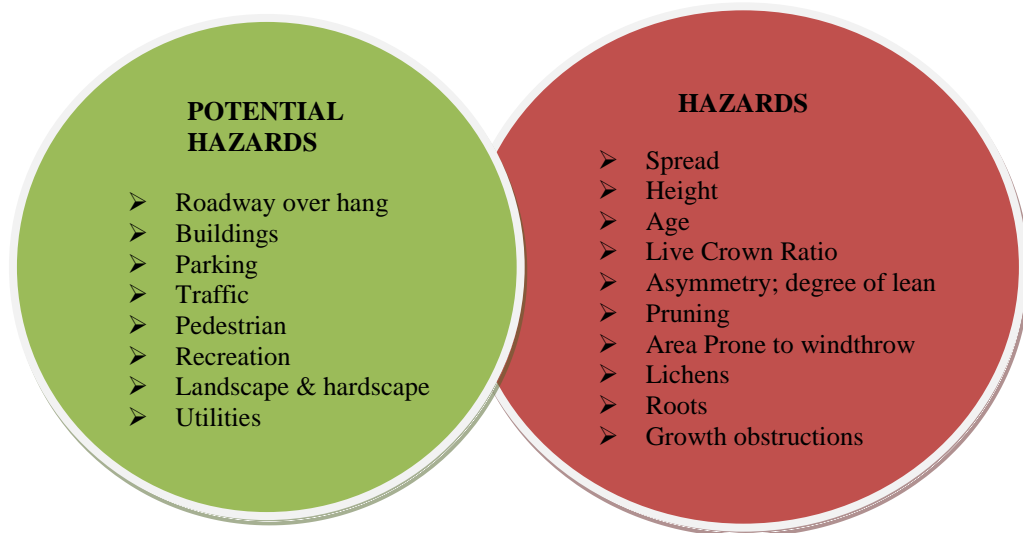 POTENTIAL
HAZARDS
➢ Roadway over hang
➢ Buildings
➢ Parking
➢ Traffic
➢ Pedestrian
➢ Recreation
➢ Landscape & hardscape
➢ Utilities
HAZARDS
➢ Spread
➢ Height
➢ Age
➢ Live Crown Ratio
➢ Asymmetry; degree of lean
➢ Pruning
➢ Area Prone to windthrow
➢ Lichens
➢ Roots
➢ Growth obstructions